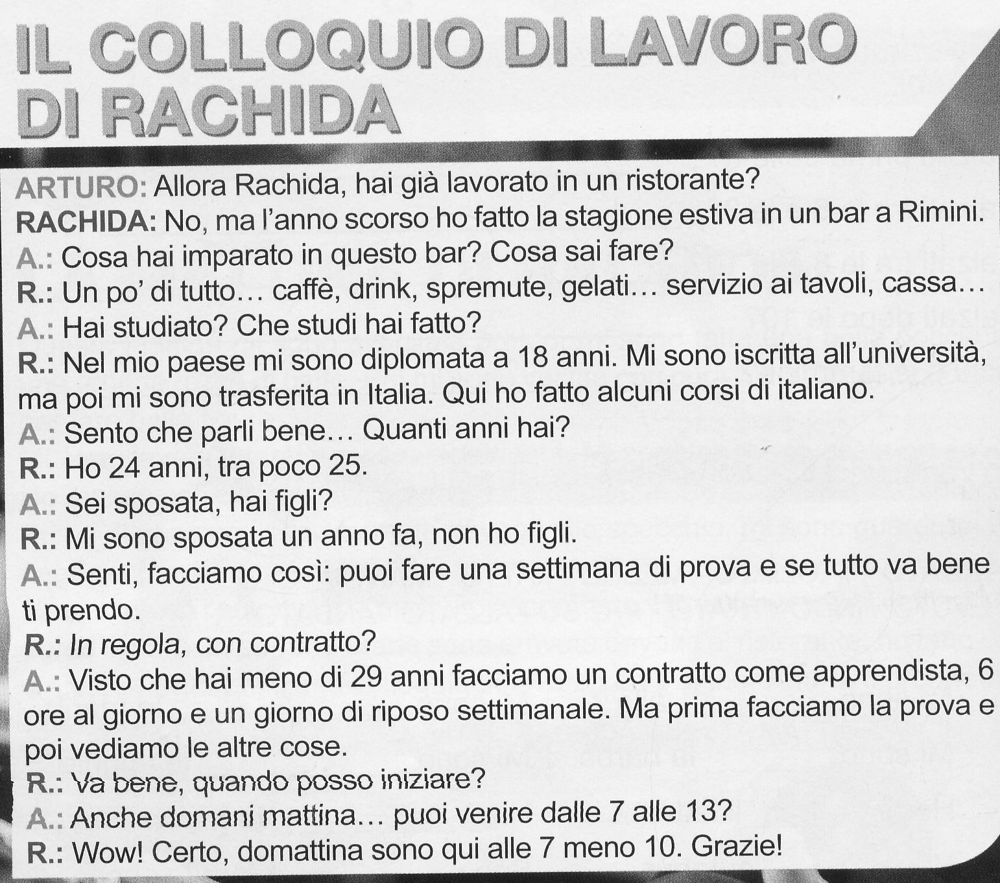 IL COLLOQUIO DI LAVORO
DI RACHIDA
ARTURO: Allora Rachida, hai già lavorato in un ristorante?
RACHIDA: No, ma l'anno scorso ho fatto la stagione estiva in un bar a Rimini.
A.: Cosa hai imparato in questo bar? Cosa sai fare?
R.: Un po' di tutto... caffè, drink, spremute, gelati... servizio ai tavoli, cassa...
A.: Hai studiato? Che studi hai fatto?
R.: Nel mio paese mi sono diplomata a 18 anni. Mi sono iscritta all'università,
ma poi mi sono trasferita in Italia. Qui ho fatto alcuni corsi di italiano.
A.: Sento che parli bene... Quanti anni hai?
R.: Ho 24 anni, tra poco 25.
A.: Sei sposata, hai figli?
R.: Mi sono sposata un anno fa, non ho figli.
A.: Senti, facciamo così: puoi fare una settimana di prova e se tutto va bene
ti prendo.
R.: In regola, con contratto?
A.: Visto che hai meno di 29 anni facciamo un contratto come apprendista, 6
ore al giorno e un giorno di riposo settimanale. Ma prima facciamo la prova e
poi vediamo le altre cose.
R.: Va bene, quando posso iniziare?
A.: Anche domani mattina... puoi venire dalle 7 alle 13?
R.: Wow! Certo, domattina sono qui alle 7 meno 10. Grazie!